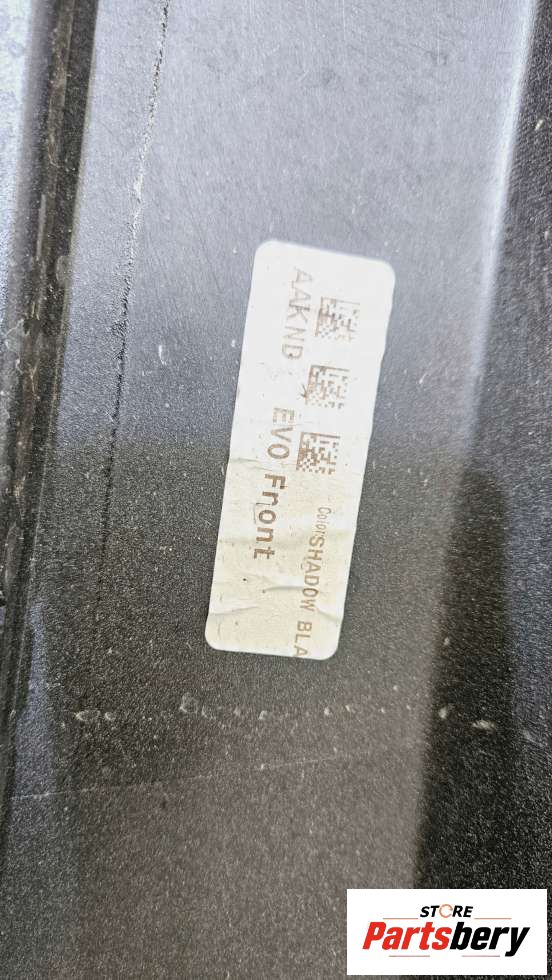 AAKND EVO Front
Color:SHADOW BLA
STORE
Partsbery